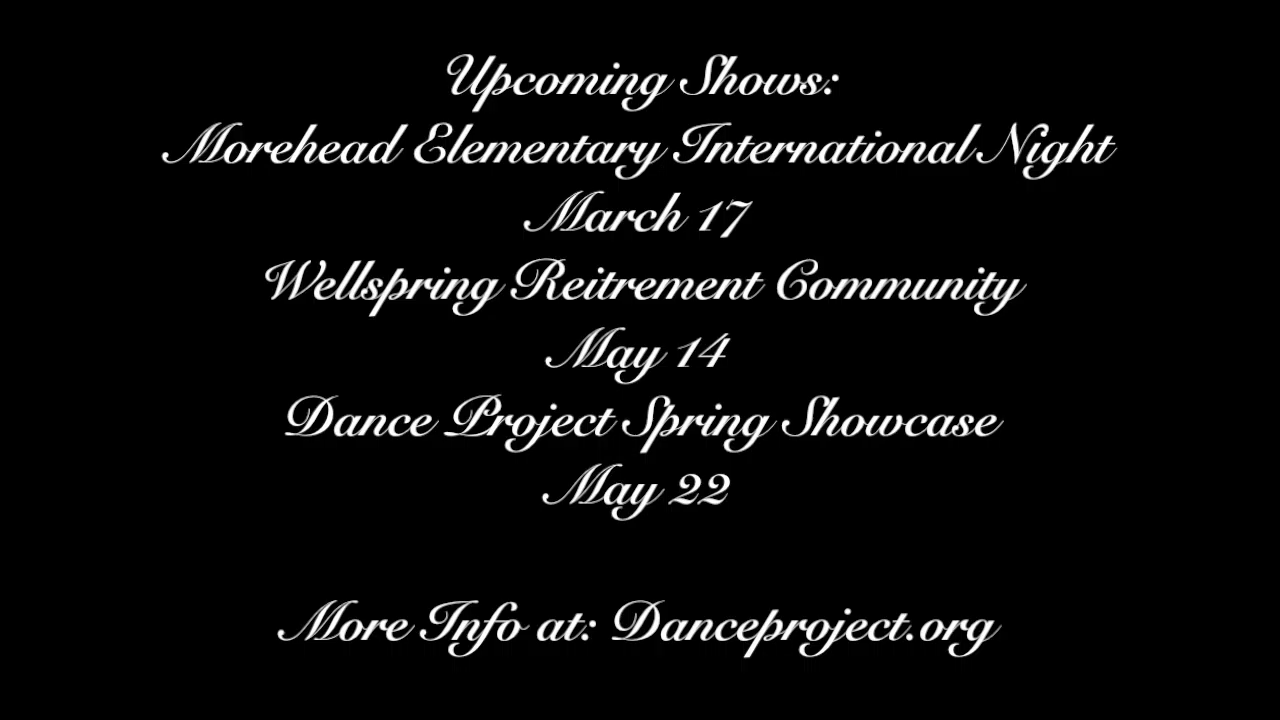 Upcoming Shows:
Morehead Elementary International Night
March 17
Wellspring Reitrement Community
May 14
Dance Project Spring Showcase
May 22
More Info at: Danceproject.org